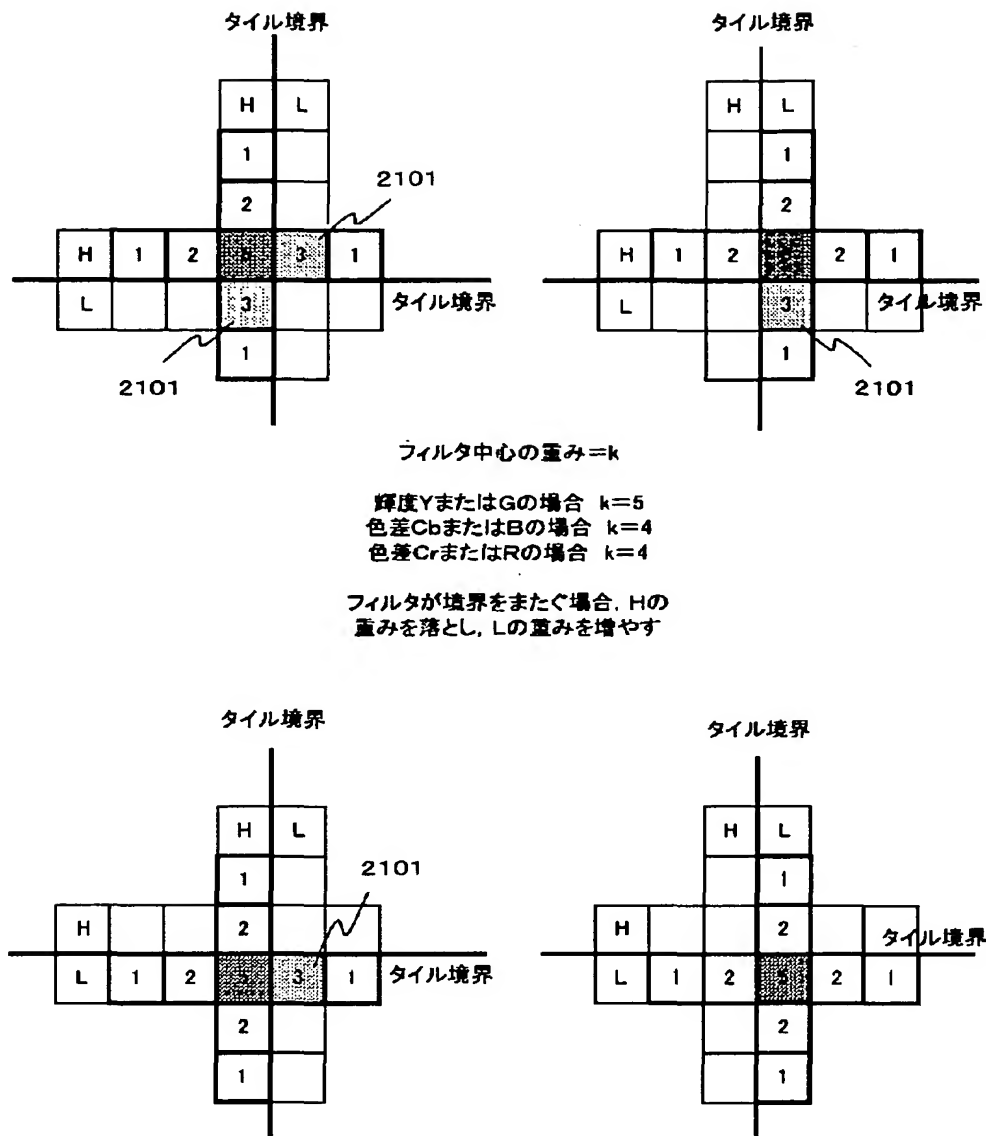 タイル境界 タイル境界
H L H L
1 1
2101
2 2
H 1 2 3 1 H 1 2 2 1
タイル境界 タイル境界
L 3 L 3
1 1
2101 2101
フィルタ中心の重み=k
輝度YまたはGの場合 k=5
色差CbまたはBの場合 k=4
色差CrまたはRの場合 k=4
フィルタが境界をまたぐ場合, Hの
重みを落とし, Lの重みを増やす
タイル境界 タイル境界
H L H L
2101
1 1
H 2 H 2
タイル境界
L 1 2 5 3 1 タイル境界 L 1 2 5 2 1
2 2
1 1